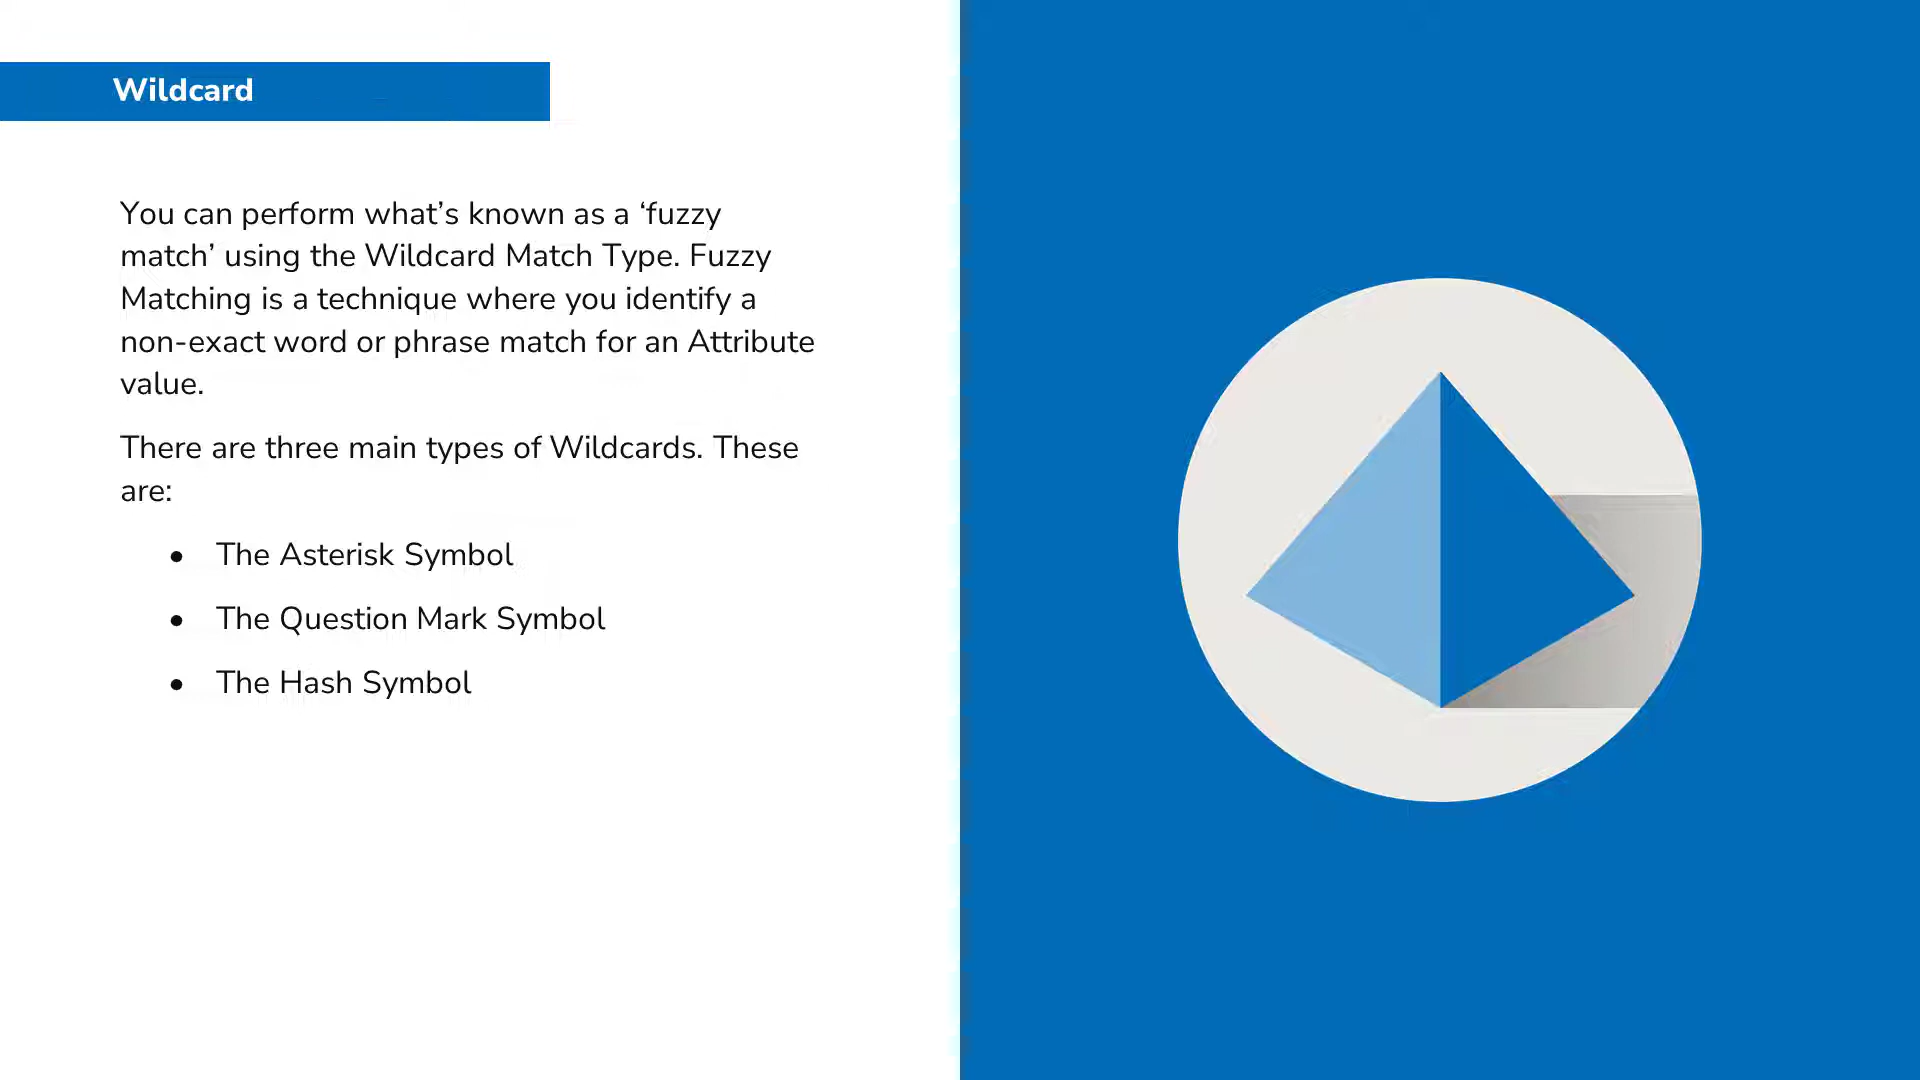 Wildcard
You can perform what’s known as a ‘fuzzy
match’ using the Wildcard Match Type. Fuzzy
Matching is a technique where you identify a
non-exact word or phrase match for an Attribute
value.
There are three main types of Wildcards. These
are:
● The Asterisk Symbol
● The Question Mark Symbol
● The Hash Symbol